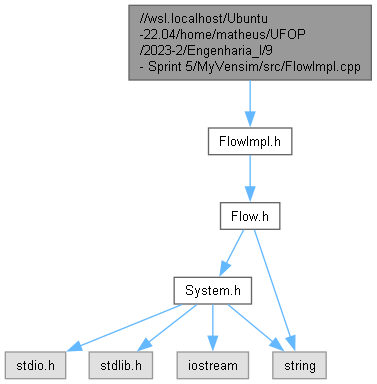 //wsl.localhost/Ubuntu
-22.04/home/matheus/UFOP
/2023-2/Engenharia_I/9
- Sprint 5/MyVensim/src/FlowImpl.cpp
FlowImpl.h
Flow.h
System.h
stdio.h
stdlib.h
iostream
string